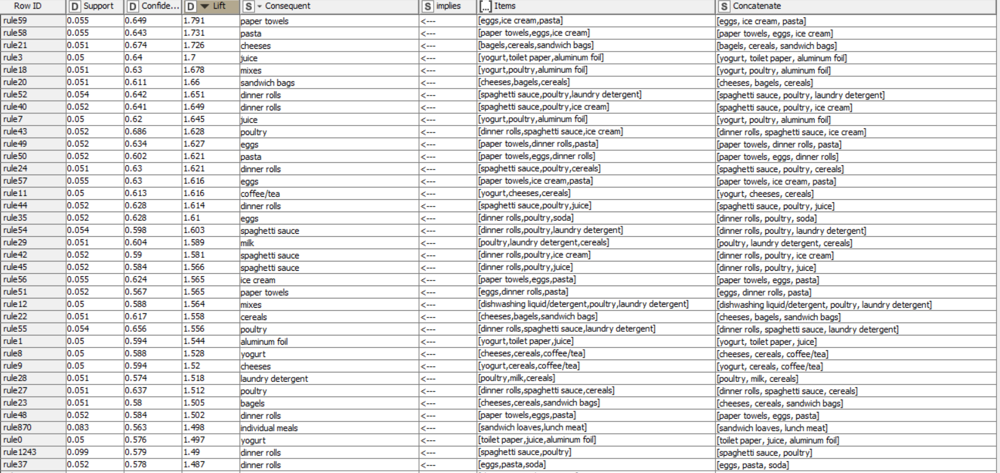 Row ID D Support D Confide... D Lift S Consequent S implies [...] Items S Concatenate
rule59 0.055 0.649 1.791 paper towels <--- [eggs,ice cream,pasta] [eggs, ice cream, pasta]
rule58 0.055 0.643 1.731 pasta <--- [paper towels,eggs,ice cream] [paper towels, eggs, ice cream]
rule21 0.051 0.674 1.726 cheeses <--- [bagels,cereals,sandwich bags] [bagels, cereals, sandwich bags]
rule3 0.05 0.64 1.7 juice <--- [yogurt,toilet paper,aluminum foil] [yogurt, toilet paper, aluminum foil]
rule18 0.051 0.63 1.678 mixes <--- [yogurt,poultry,aluminum foil] [yogurt, poultry, aluminum foil]
rule20 0.051 0.611 1.66 sandwich bags <--- [cheeses,bagels,cereals] [cheeses, bagels, cereals]
rule52 0.054 0.642 1.651 dinner rolls <--- [spaghetti sauce,poultry,laundry detergent] [spaghetti sauce, poultry, laundry detergent]
rule40 0.052 0.641 1.649 dinner rolls <--- [spaghetti sauce,poultry,ice cream] [spaghetti sauce, poultry, ice cream]
rule7 0.05 0.62 1.645 juice <--- [yogurt,poultry,aluminum foil] [yogurt, poultry, aluminum foil]
rule43 0.052 0.686 1.628 poultry <--- [dinner rolls,spaghetti sauce,ice cream] [dinner rolls, spaghetti sauce, ice cream]
rule49 0.052 0.634 1.627 eggs <--- [paper towels,dinner rolls,pasta] [paper towels, dinner rolls, pasta]
rule50 0.052 0.602 1.621 pasta <--- [paper towels,eggs,dinner rolls] [paper towels, eggs, dinner rolls]
rule24 0.051 0.63 1.621 dinner rolls <--- [spaghetti sauce,poultry,cereals] [spaghetti sauce, poultry, cereals]
rule57 0.055 0.63 1.616 eggs <--- [paper towels,ice cream,pasta] [paper towels, ice cream, pasta]
rule11 0.05 0.613 1.616 coffee/tea <--- [yogurt,cheeses,cereals] [yogurt, cheeses, cereals]
rule44 0.052 0.628 1.614 dinner rolls <--- [spaghetti sauce,poultry,juice] [spaghetti sauce, poultry, juice]
rule35 0.052 0.628 1.61 eggs <--- [dinner rolls,poultry,soda] [dinner rolls, poultry, soda]
rule54 0.054 0.598 1.603 spaghetti sauce <--- [dinner rolls,poultry,laundry detergent] [dinner rolls, poultry, laundry detergent]
rule29 0.051 0.604 1.589 milk <--- [poultry,laundry detergent,cereals] [poultry, laundry detergent, cereals]
rule42 0.052 0.59 1.581 spaghetti sauce <--- [dinner rolls,poultry,ice cream] [dinner rolls, poultry, ice cream]
rule45 0.052 0.584 1.566 spaghetti sauce <--- [dinner rolls,poultry,juice] [dinner rolls, poultry, juice]
rule56 0.055 0.624 1.565 ice cream <--- [paper towels,eggs,pasta] [paper towels, eggs, pasta]
rule51 0.052 0.567 1.565 paper towels <--- [eggs,dinner rolls,pasta] [eggs, dinner rolls, pasta]
rule12 0.05 0.588 1.564 mixes <--- [dishwashing liquid/detergent,poultry,laundry detergent] [dishwashing liquid/detergent, poultry, laundry detergent]
rule22 0.051 0.617 1.558 cereals <--- [cheeses,bagels,sandwich bags] [cheeses, bagels, sandwich bags]
rule55 0.054 0.656 1.556 poultry <--- [dinner rolls,spaghetti sauce,laundry detergent] [dinner rolls, spaghetti sauce, laundry detergent]
rule1 0.05 0.594 1.544 aluminum foil <--- [yogurt,toilet paper,juice] [yogurt, toilet paper, juice]
rule8 0.05 0.588 1.528 yogurt <--- [cheeses,cereals,coffee/tea] [cheeses, cereals, coffee/tea]
rule9 0.05 0.594 1.52 cheeses <--- [yogurt,cereals,coffee/tea] [yogurt, cereals, coffee/tea]
rule28 0.051 0.574 1.518 laundry detergent <--- [poultry,milk,cereals] [poultry, milk, cereals]
rule27 0.051 0.637 1.512 poultry <--- [dinner rolls,spaghetti sauce,cereals] [dinner rolls, spaghetti sauce, cereals]
rule23 0.051 0.58 1.505 bagels <--- [cheeses,cereals,sandwich bags] [cheeses, cereals, sandwich bags]
rule48 0.052 0.584 1.502 dinner rolls <--- [paper towels,eggs,pasta] [paper towels, eggs, pasta]
rule870 0.083 0.563 1.498 individual meals <--- [sandwich loaves,lunch meat] [sandwich loaves, lunch meat]
rule0 0.05 0.576 1.497 yogurt <--- [toilet paper,juice,aluminum foil] [toilet paper, juice, aluminum foil]
rule1243 0.099 0.579 1.49 dinner rolls <--- [spaghetti sauce,poultry] [spaghetti sauce, poultry]
rule37 0.052 0.578 1.487 dinner rolls <--- [eggs,pasta,soda] [eggs, pasta, soda]